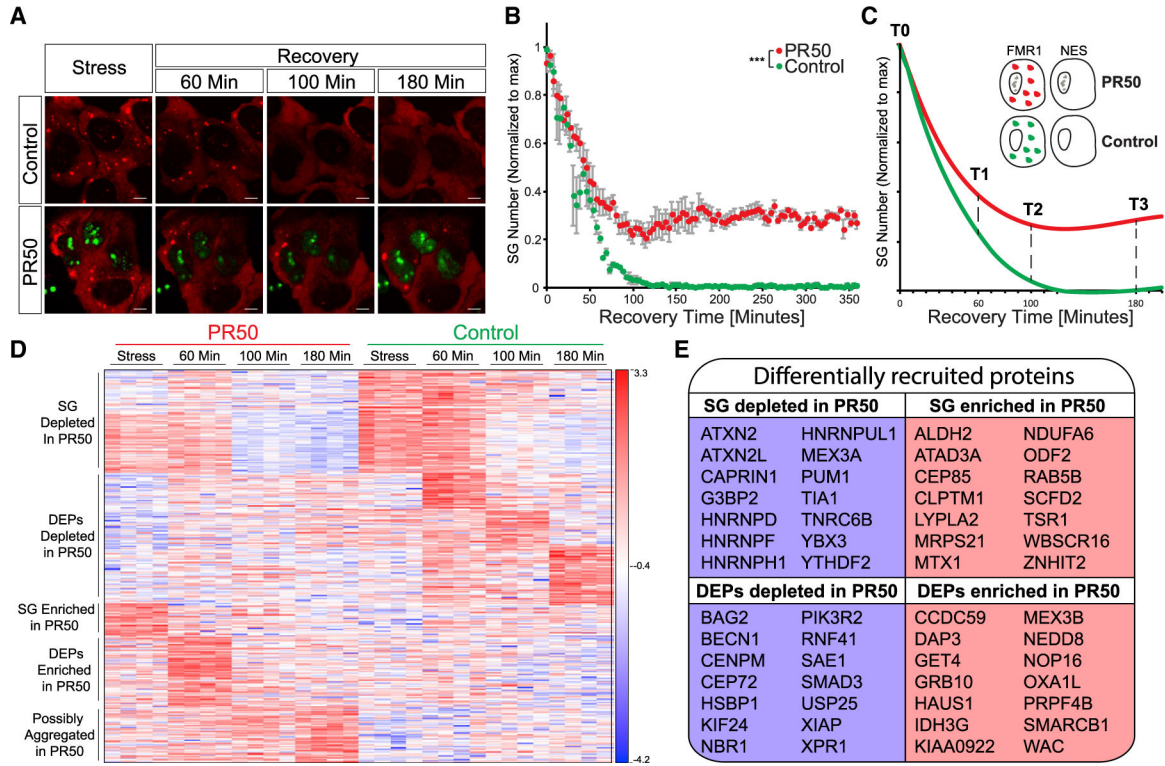 A
Stress
Recovery
60 Min
100 Min
180 Min
Control
PR50
B
SG Number (Normalized to max)
1
0.8
0.6
0.4
0.2
0
0
50
100
150
200
250
300
350
Recovery Time [Minutes]
***
PR50
Control
C
SG Number (Normalized to max)
T0
T1
T2
T3
0
60
100
180
Recovery Time [Minutes]
FMR1
NES
PR50
Control
D
PR50
Control
Stress
60 Min
100 Min
180 Min
Stress
60 Min
100 Min
180 Min
SG
Depleted
In PR50
DEPs
Depleted
in PR50
SG Enriched
in PR50
DEPs
Enriched
in PR50
Possibly
Aggregated
in PR50
3.3
-0.4
-4.2
E
Differentially recruited proteins
SG depleted in PR50
ATXN2 HNRNPUL1
ATXN2L MEX3A
CAPRIN1 PUM1
G3BP2 TIA1
HNRNPD TNRC6B
HNRNPF YBX3
HNRNPH1 YTHDF2
SG enriched in PR50
ALDH2 NDUFA6
ATAD3A ODF2
CEP85 RAB5B
CLPTM1 SCFD2
LYPLA2 TSR1
MRPS21 WBSCR16
MTX1 ZNHIT2
DEPs depleted in PR50
BAG2 PIK3R2
BECN1 RNF41
CENPM SAE1
CEP72 SMAD3
HSBP1 USP25
KIF24 XIAP
NBR1 XPR1
DEPs enriched in PR50
CCDC59 MEX3B
DAP3 NEDD8
GET4 NOP16
GRB10 OXA1L
HAUS1 PRPF4B
IDH3G SMARCB1
KIAA0922 WAC